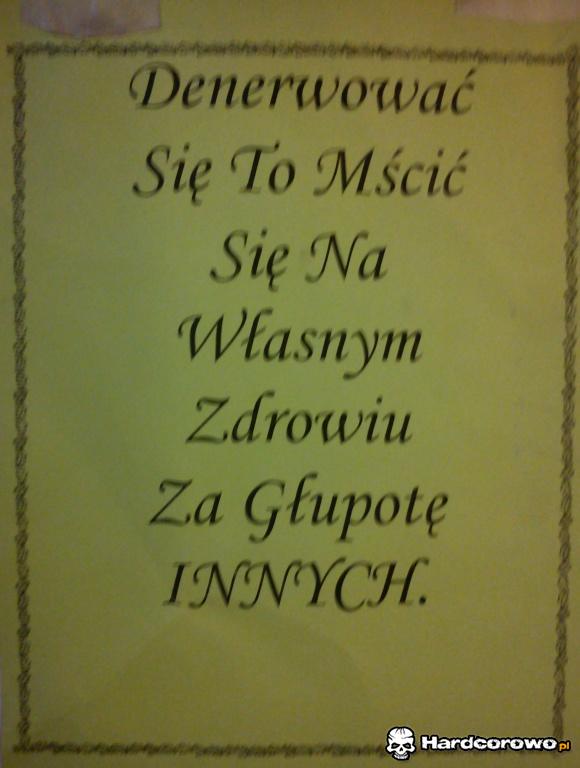 Denerwować
Się To Mścić
Się Na
Własnym
Zdrowiu
Za Głupotę
INNYCH.
Hardcorowo.pl